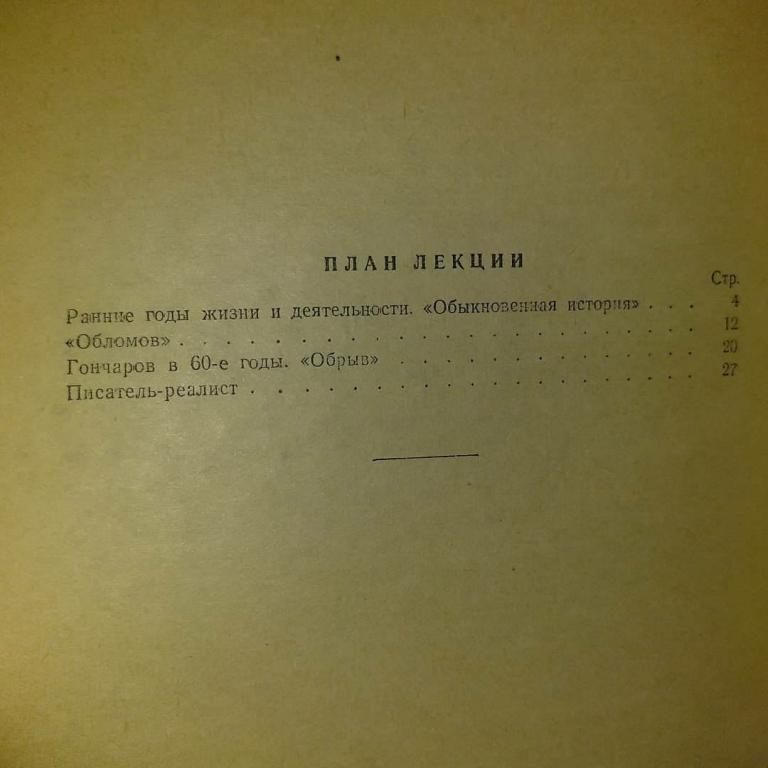 ПЛАН ЛЕКЦИИ
Стр.
Ранние годы жизни и деятельности. «Обыкновенная история» . . . 4
«Обломов» . . . . . . . . . . . . . . . . . . . . . . 12
Гончаров в 60-е годы. «Обрыв» . . . . . . . . . . . . . 20
Писатель-реалист . . . . . . . . . . . . . . . . . . . 27